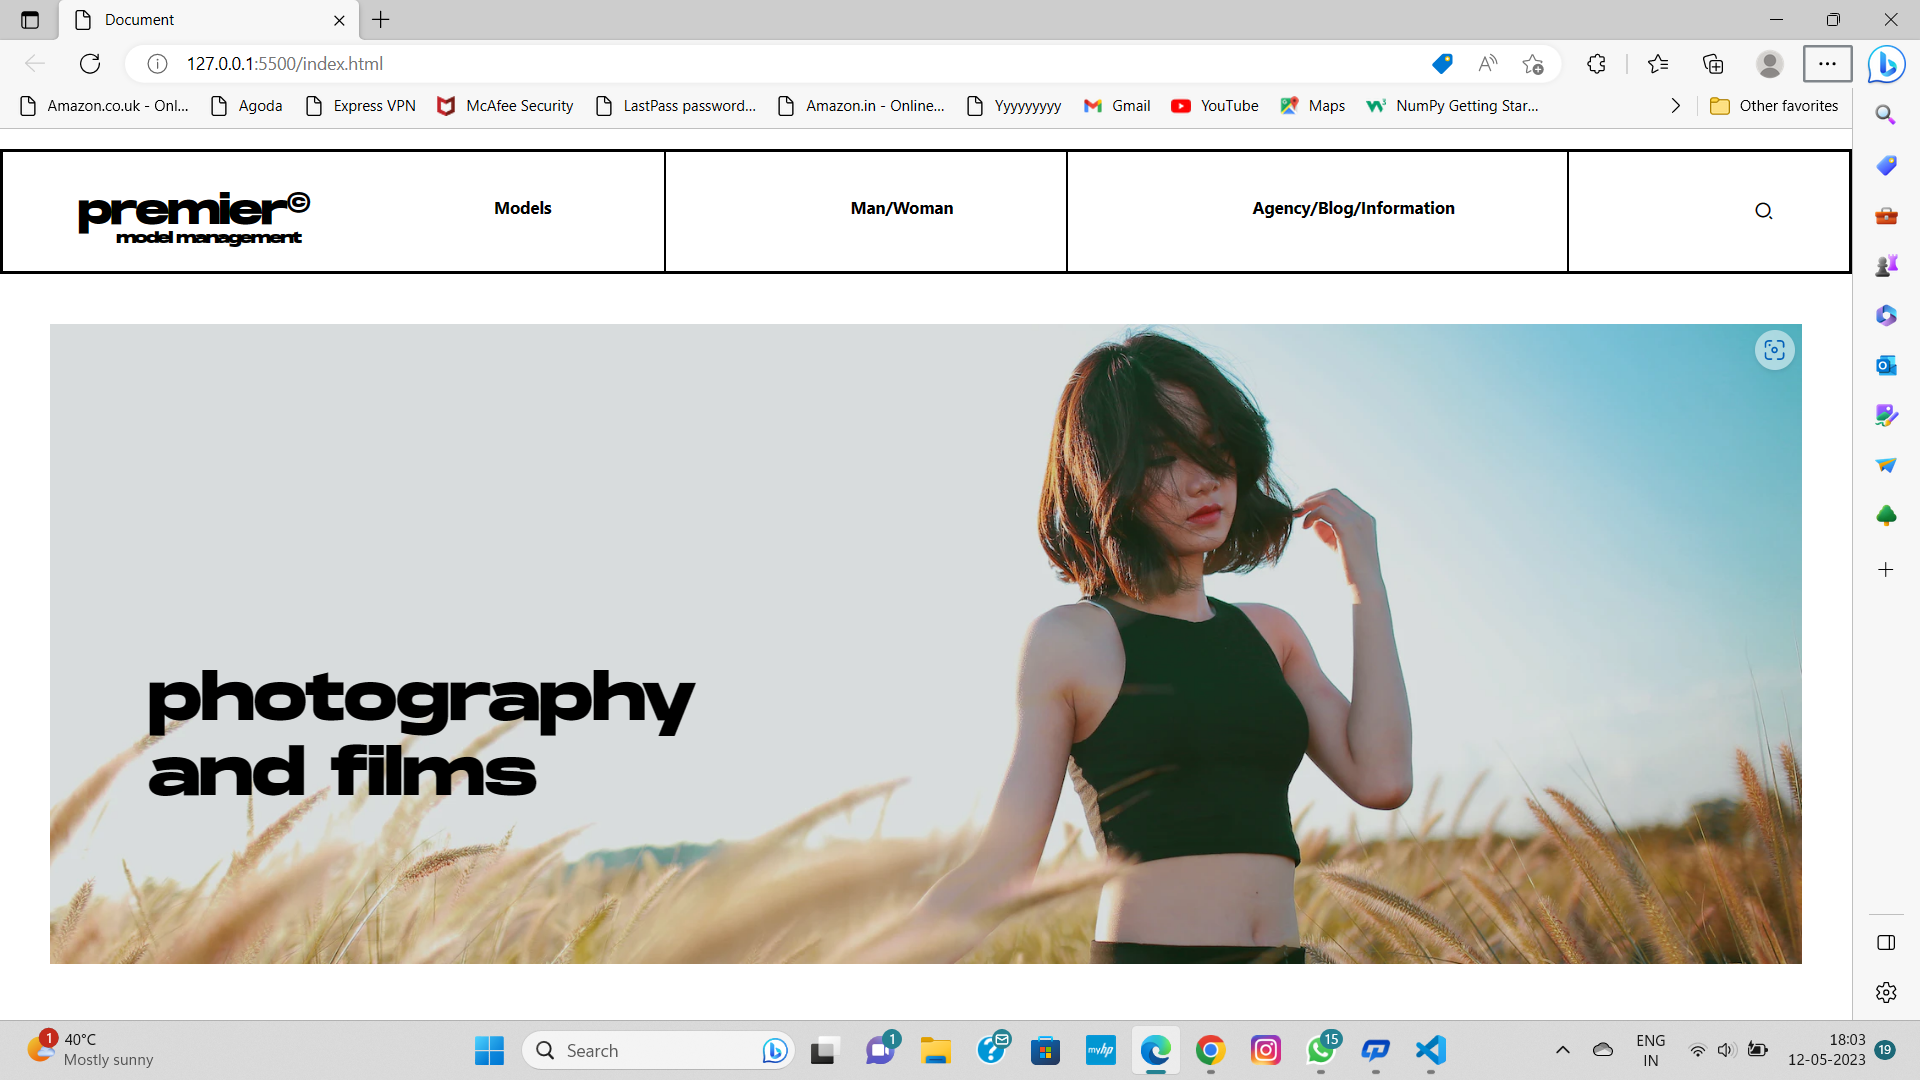 Document
127.0.0.1:5500/index.html
Amazon.co.uk - Onl... Agoda Express VPN McAfee Security LastPass password... Amazon.in - Online... Yyyyyyyyy Gmail YouTube Maps NumPy Getting Star... Other favorites
premier©
model management
Models
Man/Woman
Agency/Blog/Information
photography
and films
1
40°C
Mostly sunny
Search
1
myhp
15
ENG
IN
18:03
12-05-2023
19